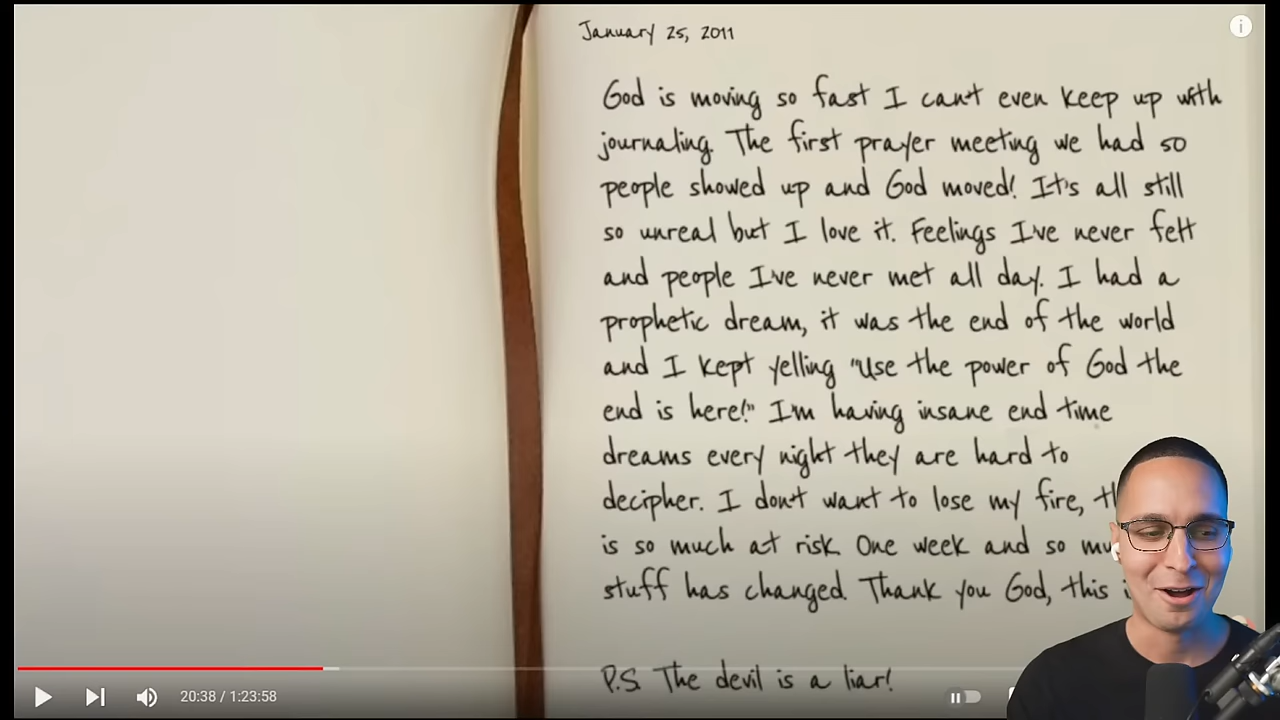 January 25, 2011
God is moving so fast I can't even keep up with
journaling. The first prayer meeting we had 50
people showed up and God moved! It's all still
so unreal but I love it. Feelings I've never felt
and people I've never met all day. I had a
prophetic dream, it was the end of the world
and I kept yelling "Use the power of God the
end is here!" I'm having insane end time
dreams every night they are hard to
decipher. I don't want to lose my fire,
is so much at risk. One week and so
stuff has changed. Thank you God, this
P.S. The devil is a liar!
20:38 / 1:23:58